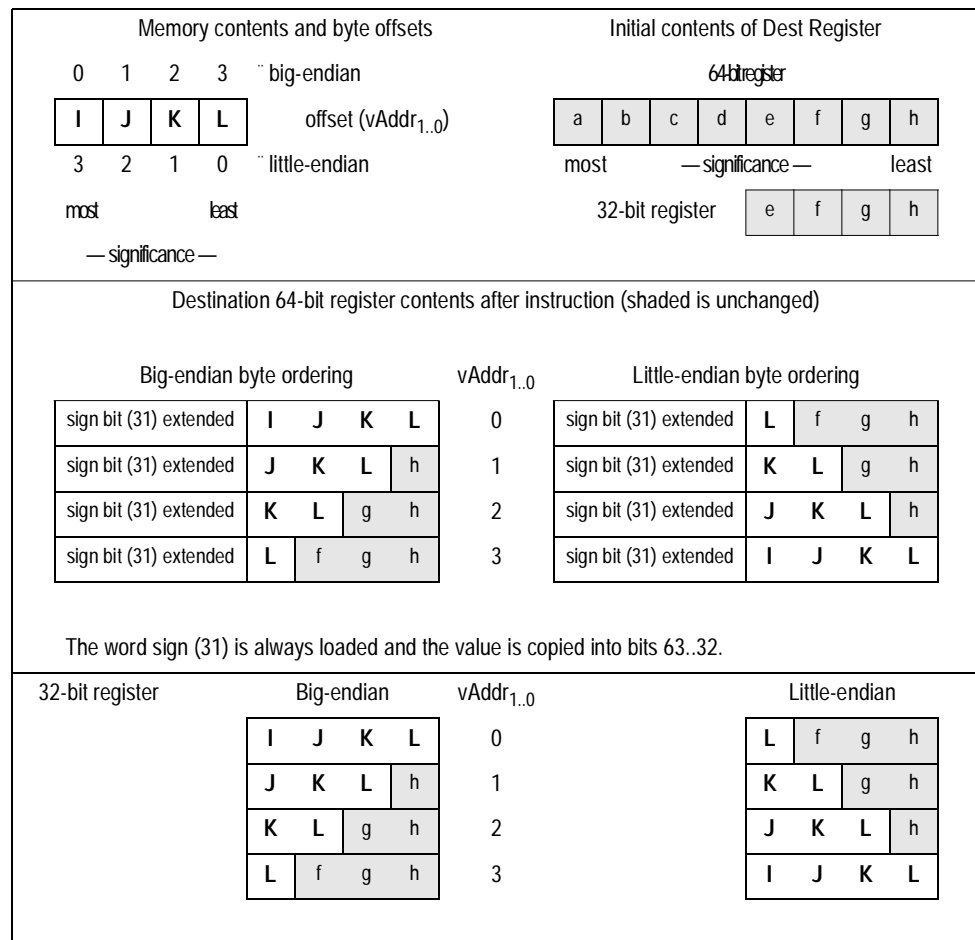 Memory contents and byte offsets
Initial contents of Dest Register
0 1 2 3 ¨ big-endian
64-bit register
I J K L offset (vAddr1..0)
a b c d e f g h
3 2 1 0 ¨ little-endian
most — significance — least
most least
32-bit register e f g h
— significance —
Destination 64-bit register contents after instruction (shaded is unchanged)
Big-endian byte ordering vAddr1..0 Little-endian byte ordering
sign bit (31) extended I J K L 0 sign bit (31) extended L f g h
sign bit (31) extended J K L h 1 sign bit (31) extended K L g h
sign bit (31) extended K L g h 2 sign bit (31) extended J K L h
sign bit (31) extended L f g h 3 sign bit (31) extended I J K L
The word sign (31) is always loaded and the value is copied into bits 63..32.
32-bit register Big-endian vAddr1..0 Little-endian
I J K L 0 L f g h
J K L h 1 K L g h
K L g h 2 J K L h
L f g h 3 I J K L